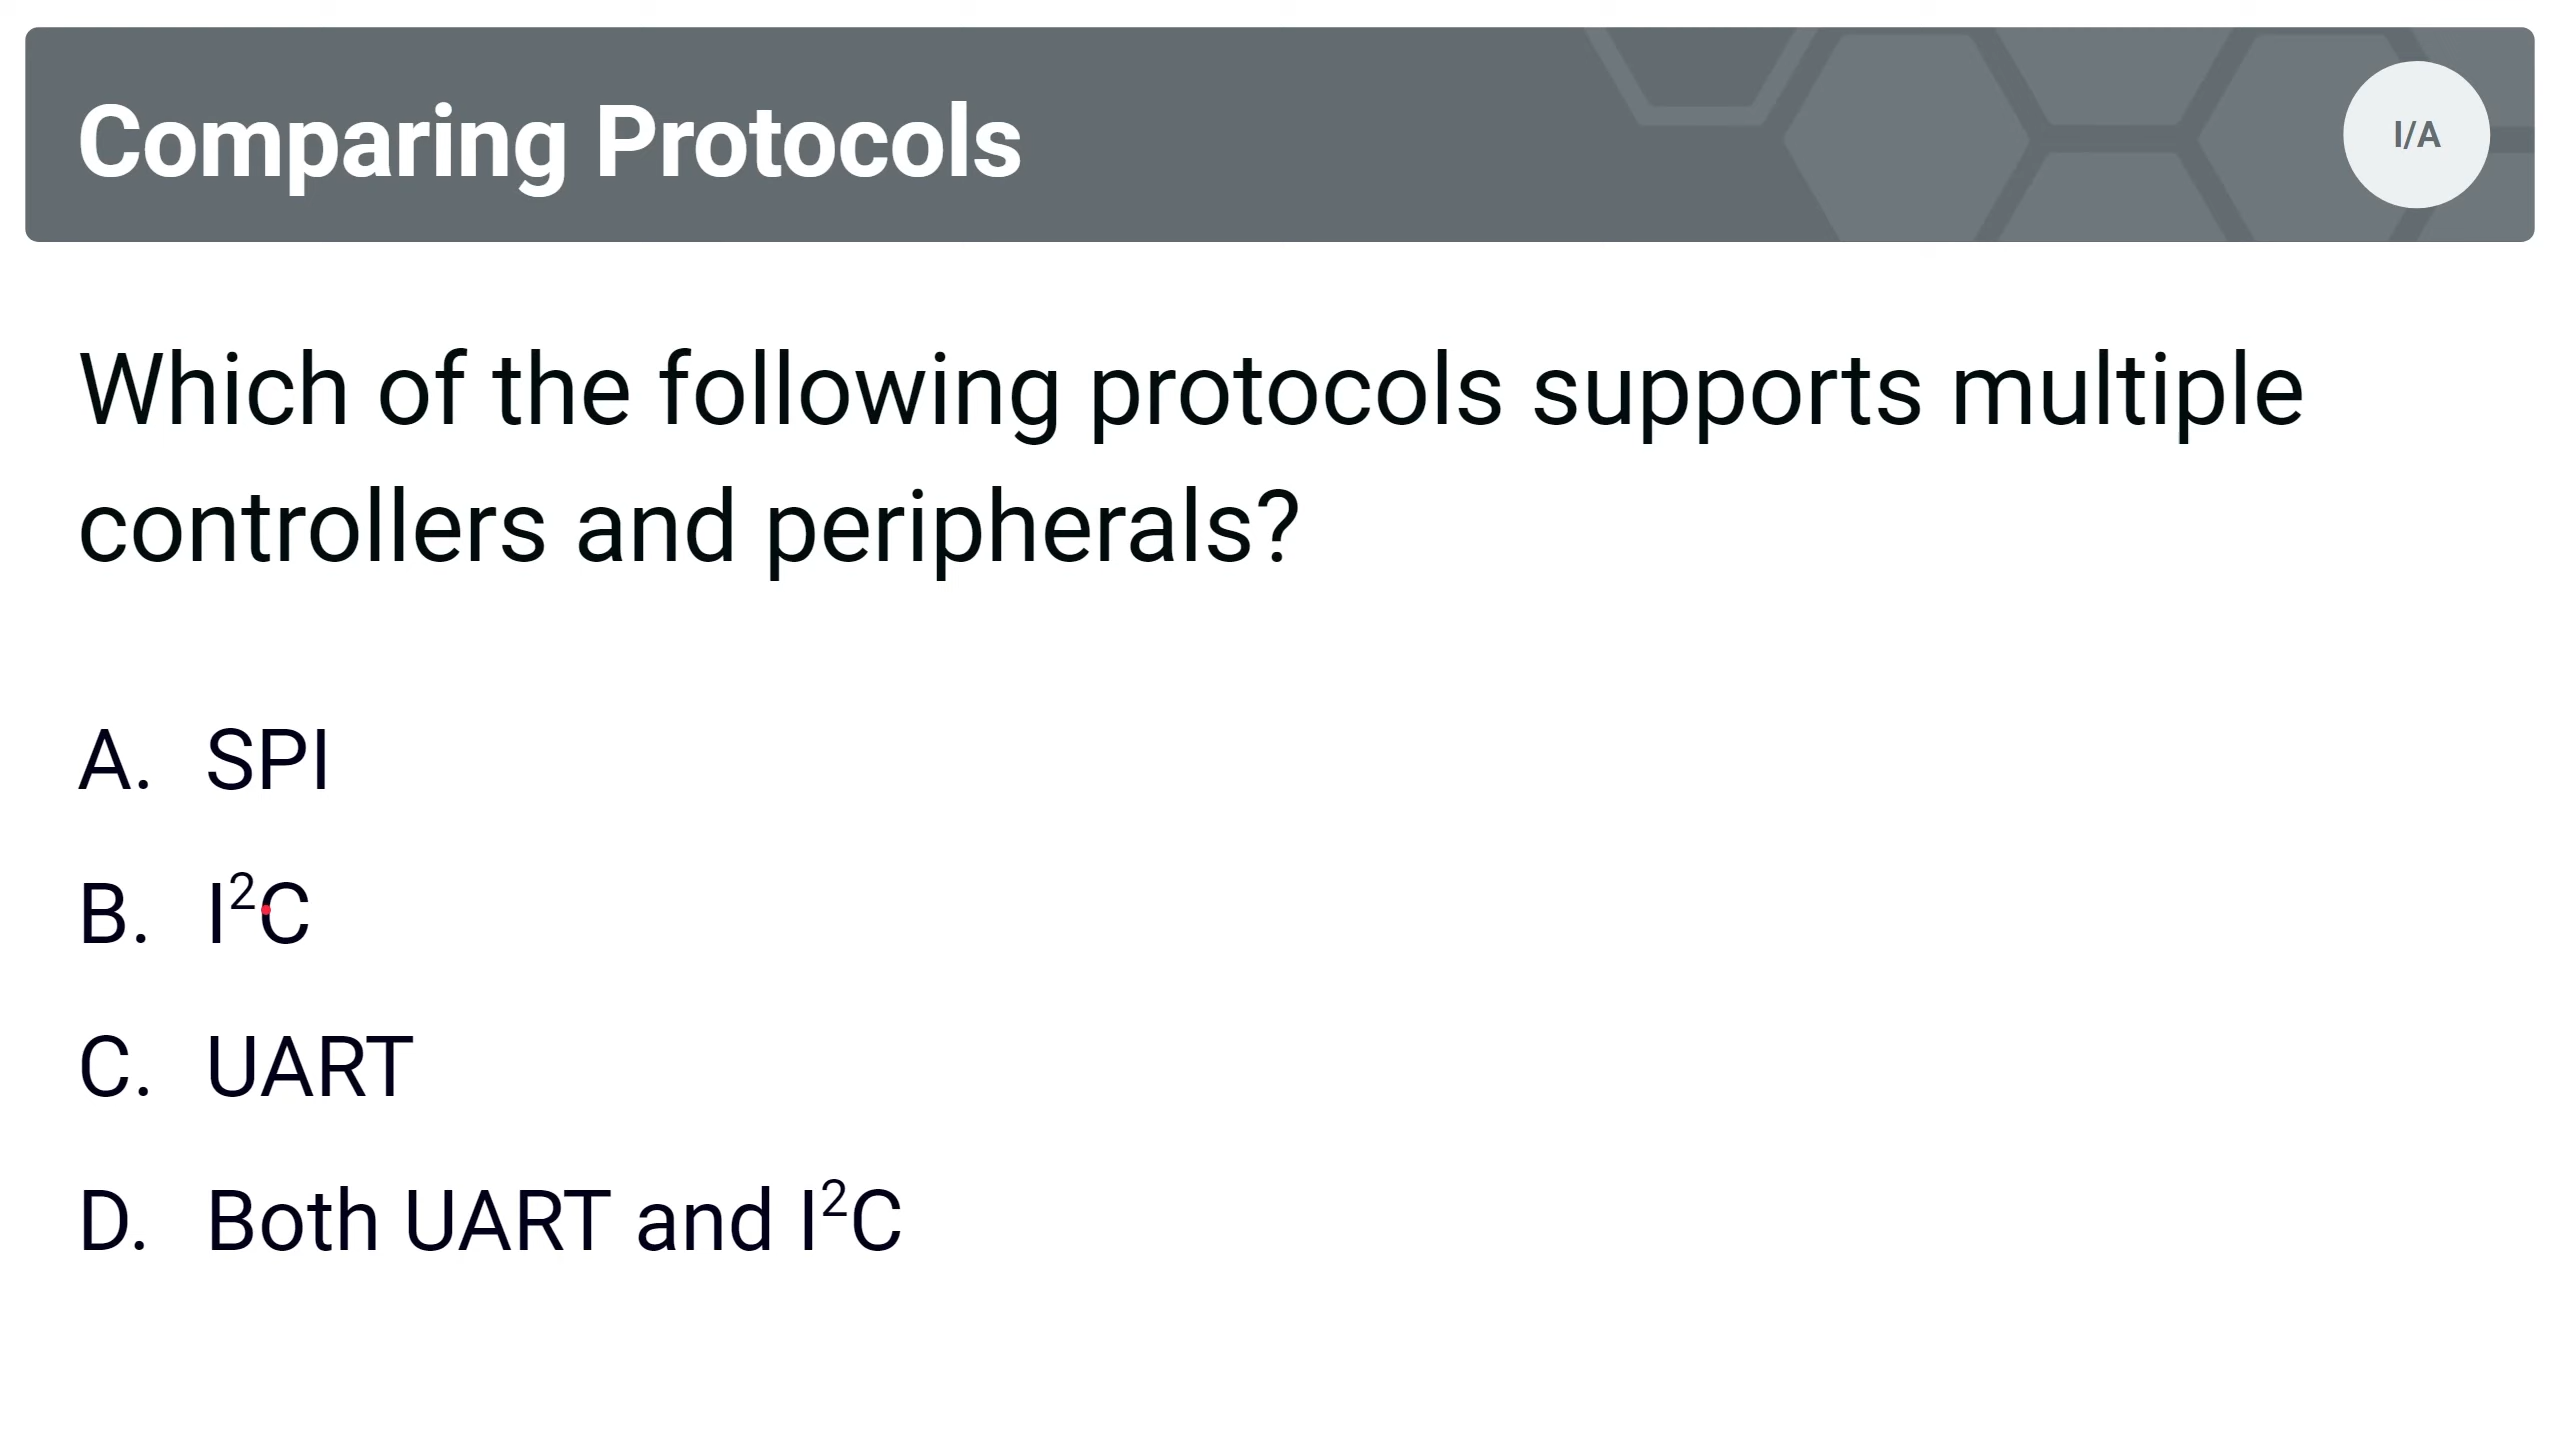 Comparing Protocols
I/A
Which of the following protocols supports multiple
controllers and peripherals?
A. SPI
B. I²C
C. UART
D. Both UART and I²C